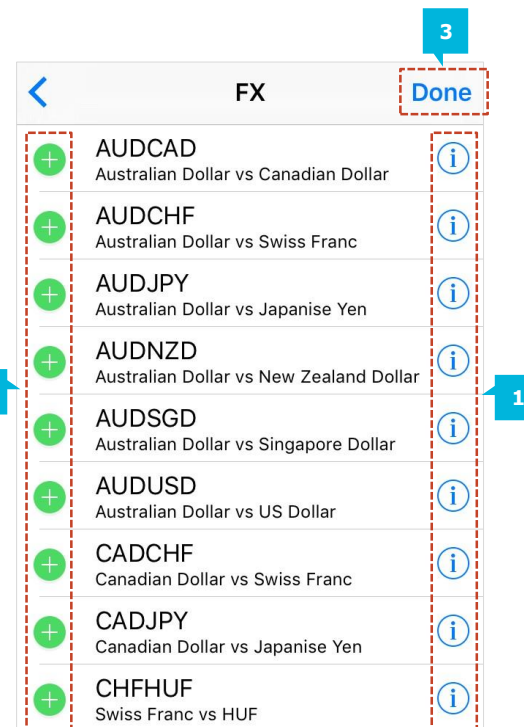 3
FX
Done
AUDCAD
Australian Dollar vs Canadian Dollar
AUDCHF
Australian Dollar vs Swiss Franc
AUDJPY
Australian Dollar vs Japanise Yen
AUDNZD
Australian Dollar vs New Zealand Dollar
1
AUDSGD
Australian Dollar vs Singapore Dollar
AUDUSD
Australian Dollar vs US Dollar
CADCHF
Canadian Dollar vs Swiss Franc
CADJPY
Canadian Dollar vs Japanise Yen
CHFHUF
Swiss Franc vs HUF